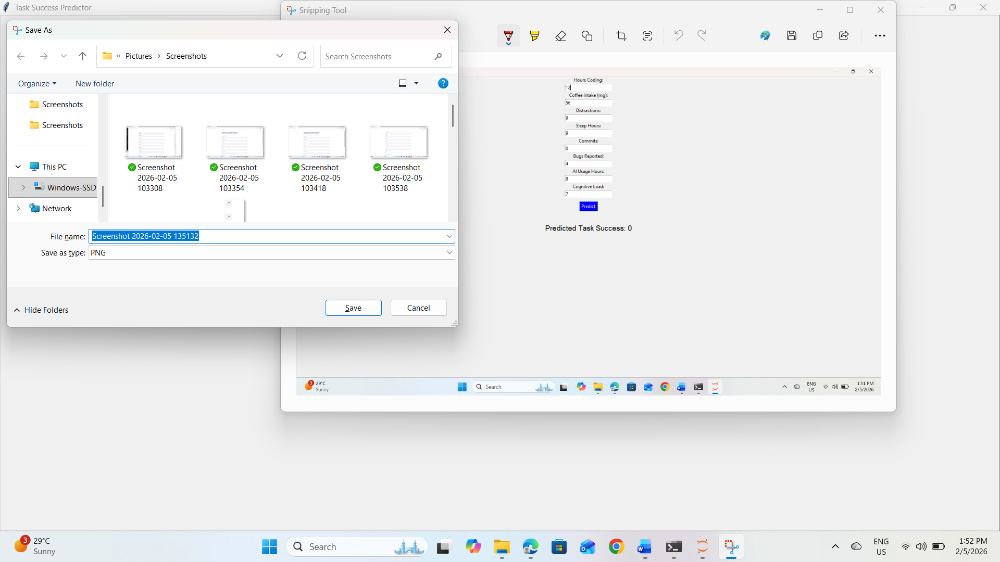 Task Success Predictor
Snipping Tool
Save As
« Pictures > Screenshots
Search Screenshots
Organize
New folder
?
Screenshots
Screenshots
This PC
Windows-SSD
Network
Screenshot
2026-02-05
103308
Screenshot
2026-02-05
103354
Screenshot
2026-02-05
103418
Screenshot
2026-02-05
103538
File name:
Screenshot 2026-02-05 135132
Save as type:
PNG
Hide Folders
Save
Cancel
Hours Coding:
12
Coffee Intake (mg):
56
Distractions:
9
Sleep Hours:
9
Commits:
0
Bugs Reported:
4
AI Usage Hours:
8
Cognitive Load:
7
Predict
Predicted Task Success: 0
3
29°C
Sunny
Search
ENG
US
1:51 PM
2/5/2026
3
29°C
Sunny
Search
ENG
US
1:52 PM
2/5/2026